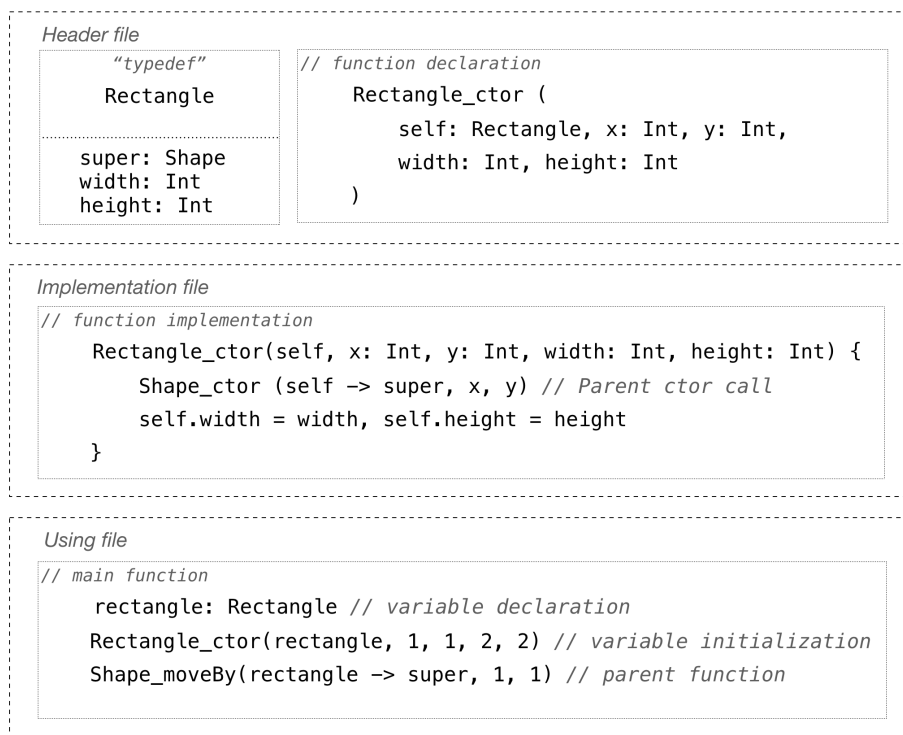 Header file
“typedef”
Rectangle
super: Shape
width: Int
height: Int
// function declaration
Rectangle_ctor (
self: Rectangle, x: Int, y: Int,
width: Int, height: Int
)
Implementation file
// function implementation
Rectangle_ctor(self, x: Int, y: Int, width: Int, height: Int) {
Shape_ctor (self -> super, x, y) // Parent ctor call
self.width = width, self.height = height
}
Using file
// main function
rectangle: Rectangle // variable declaration
Rectangle_ctor(rectangle, 1, 1, 2, 2) // variable initialization
Shape_moveBy(rectangle -> super, 1, 1) // parent function